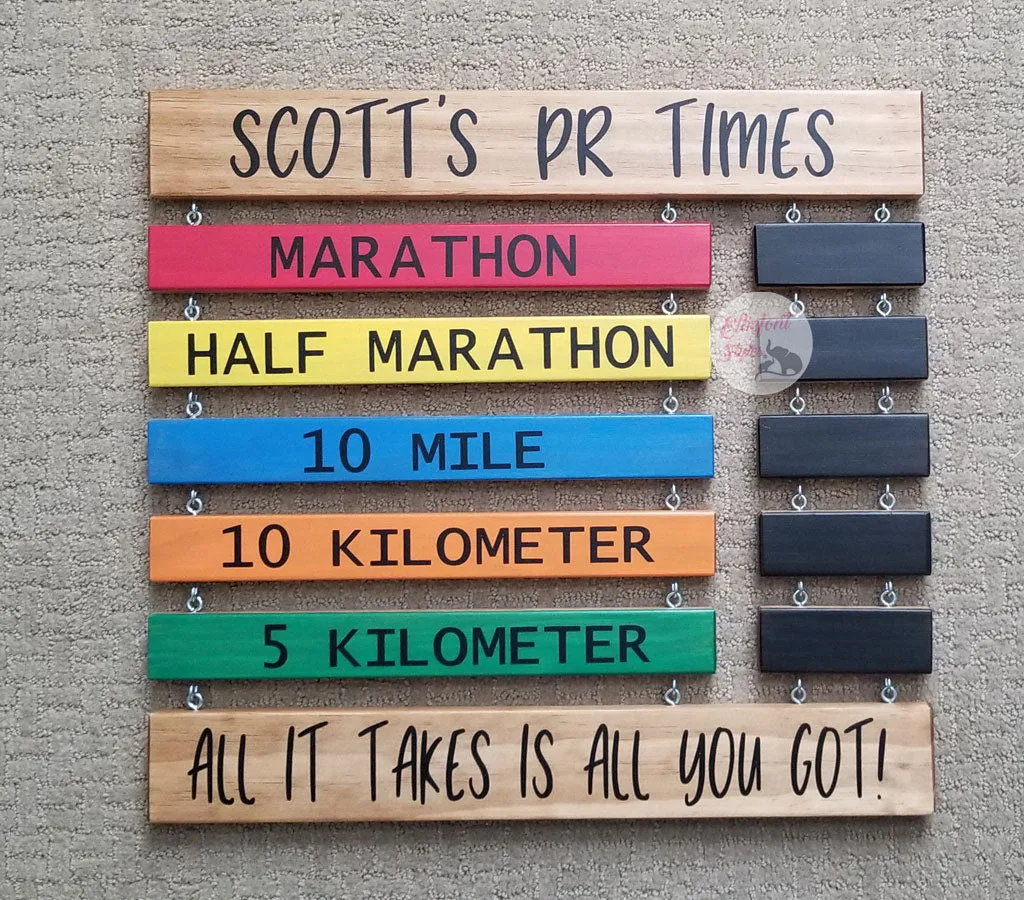 SCOTT'S PR TIMES
MARATHON
HALF MARATHON
10 MILE
10 KILOMETER
5 KILOMETER
ALL IT TAKES IS ALL YOU GOT!